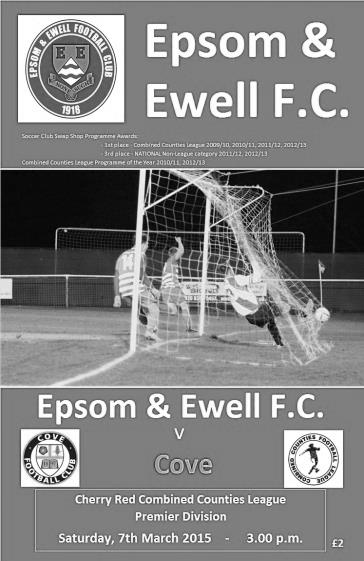 EPSOM & EWELL FOOTBALL CLUB
E E
1918
Epsom &
Ewell F.C.
Soccer Club Swap Shop Programme Awards:
- 1st place - Combined Counties League 2009/10, 2010/11, 2011/12, 2012/13
- 3rd place - NATIONAL Non-League category 2011/12, 2012/13
Combined Counties League Programme of the Year 2010/11, 2012/13
Epsom & Ewell F.C.
v
COVE
FOOTBALL CLUB
Cove
COMBINED COUNTIES FOOTBALL LEAGUE
Cherry Red Combined Counties League
Premier Division
Saturday, 7th March 2015 - 3.00 p.m.
£2